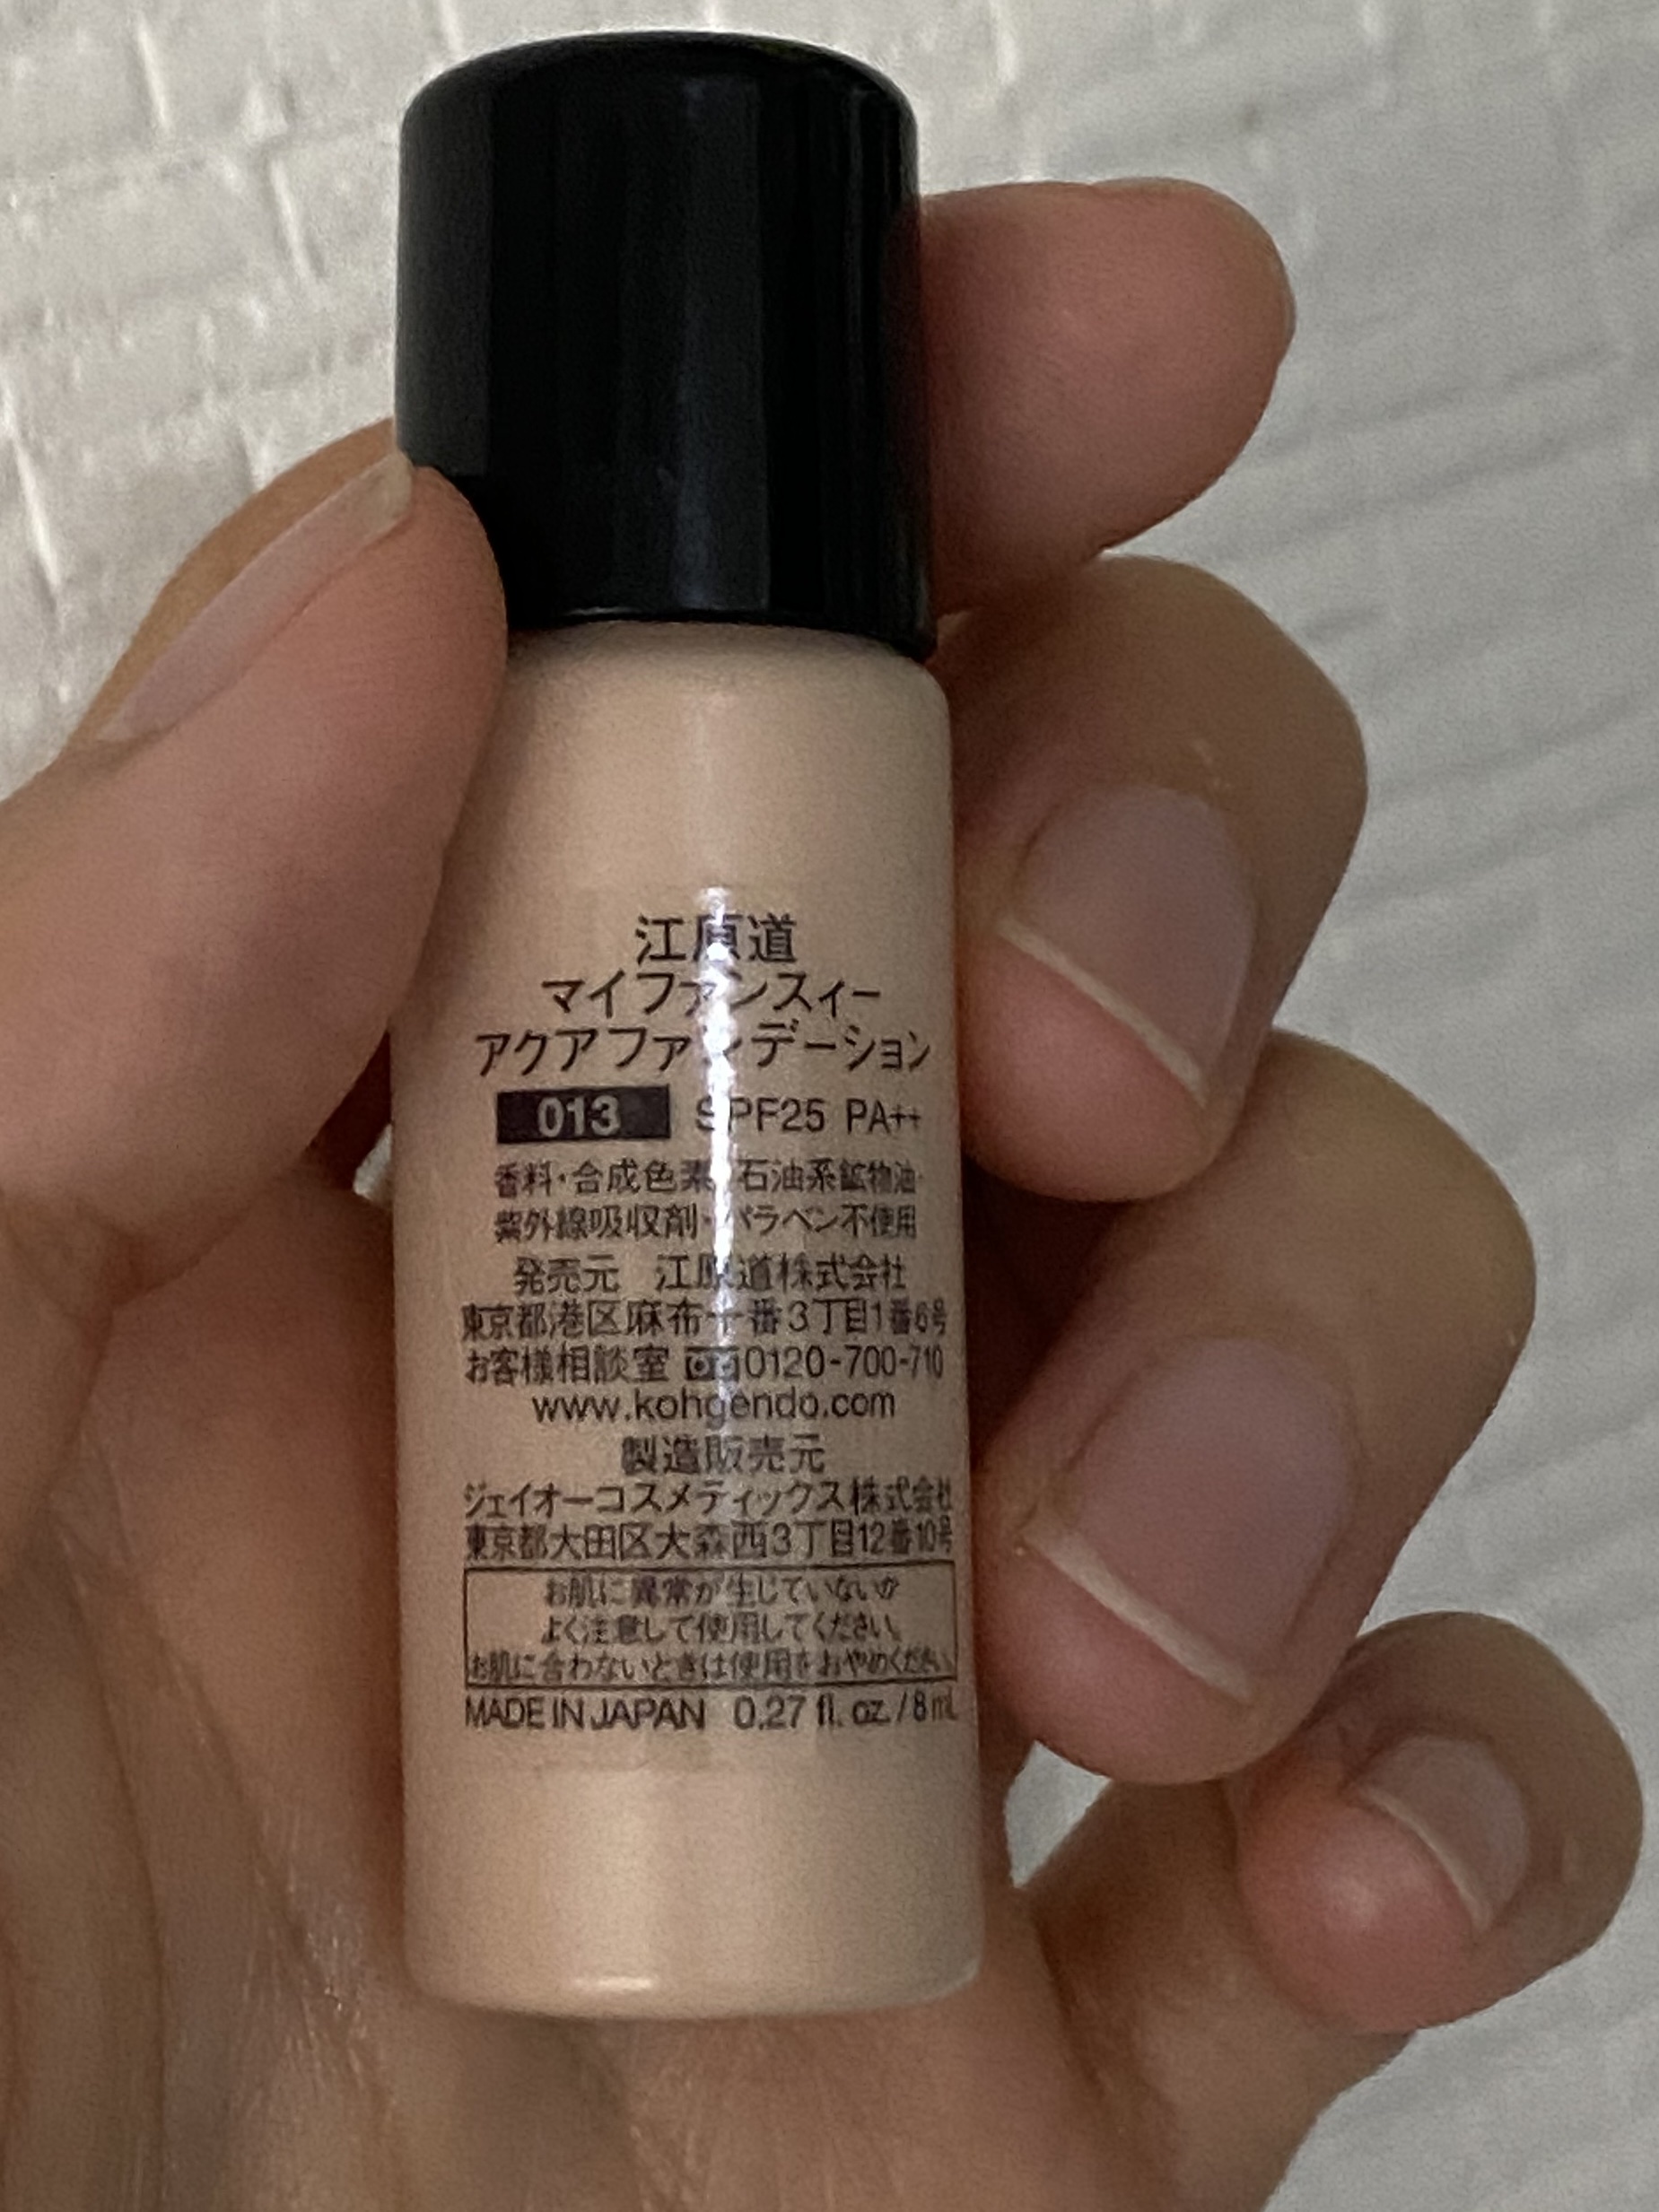 江原道
マイファンスィー
アクアファンデーション
013 SPF25 PA++
香料・合成色素・石油系鉱物油・
紫外線吸収剤・パラベン不使用
発売元 江原道株式会社
東京都港区麻布十番3丁目1番6号
お客様相談室 0120-700-710
www.kohgendo.com
製造販売元
ジェイオーコスメティックス株式会社
東京都大田区大森西3丁目12番10号
お肌に異常が生じていないか
よく注意して使用してください。
お肌に合わないときは使用をおやめください。
MADE IN JAPAN 0.27 fl. oz. / 8 mL